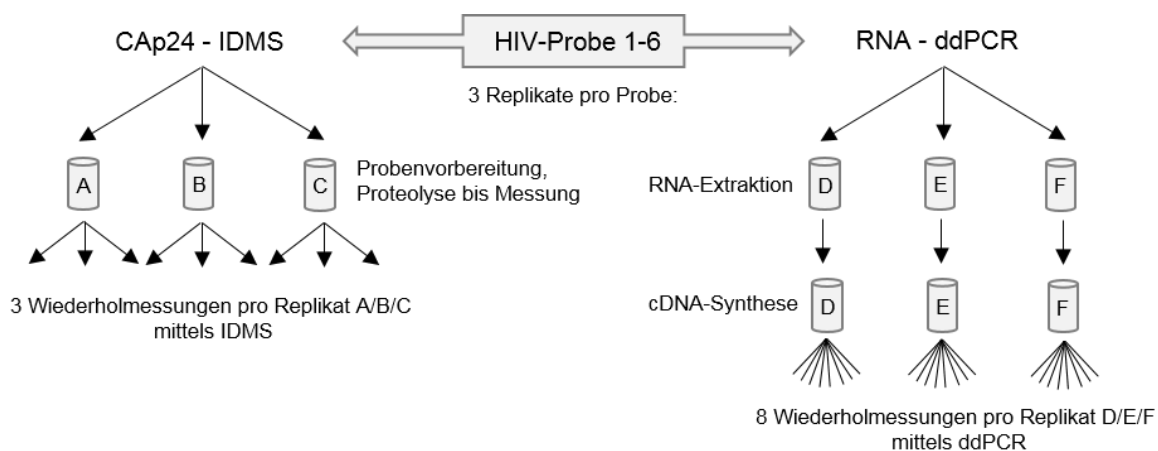 CAp24 - IDMS
HIV-Probe 1-6
RNA - ddPCR
3 Replikate pro Probe:
A
B
C
Probenvorbereitung,
Proteolyse bis Messung
RNA-Extraktion
D
E
F
3 Wiederholmessungen pro Replikat A/B/C
mittels IDMS
cDNA-Synthese
D
E
F
8 Wiederholmessungen pro Replikat D/E/F
mittels ddPCR